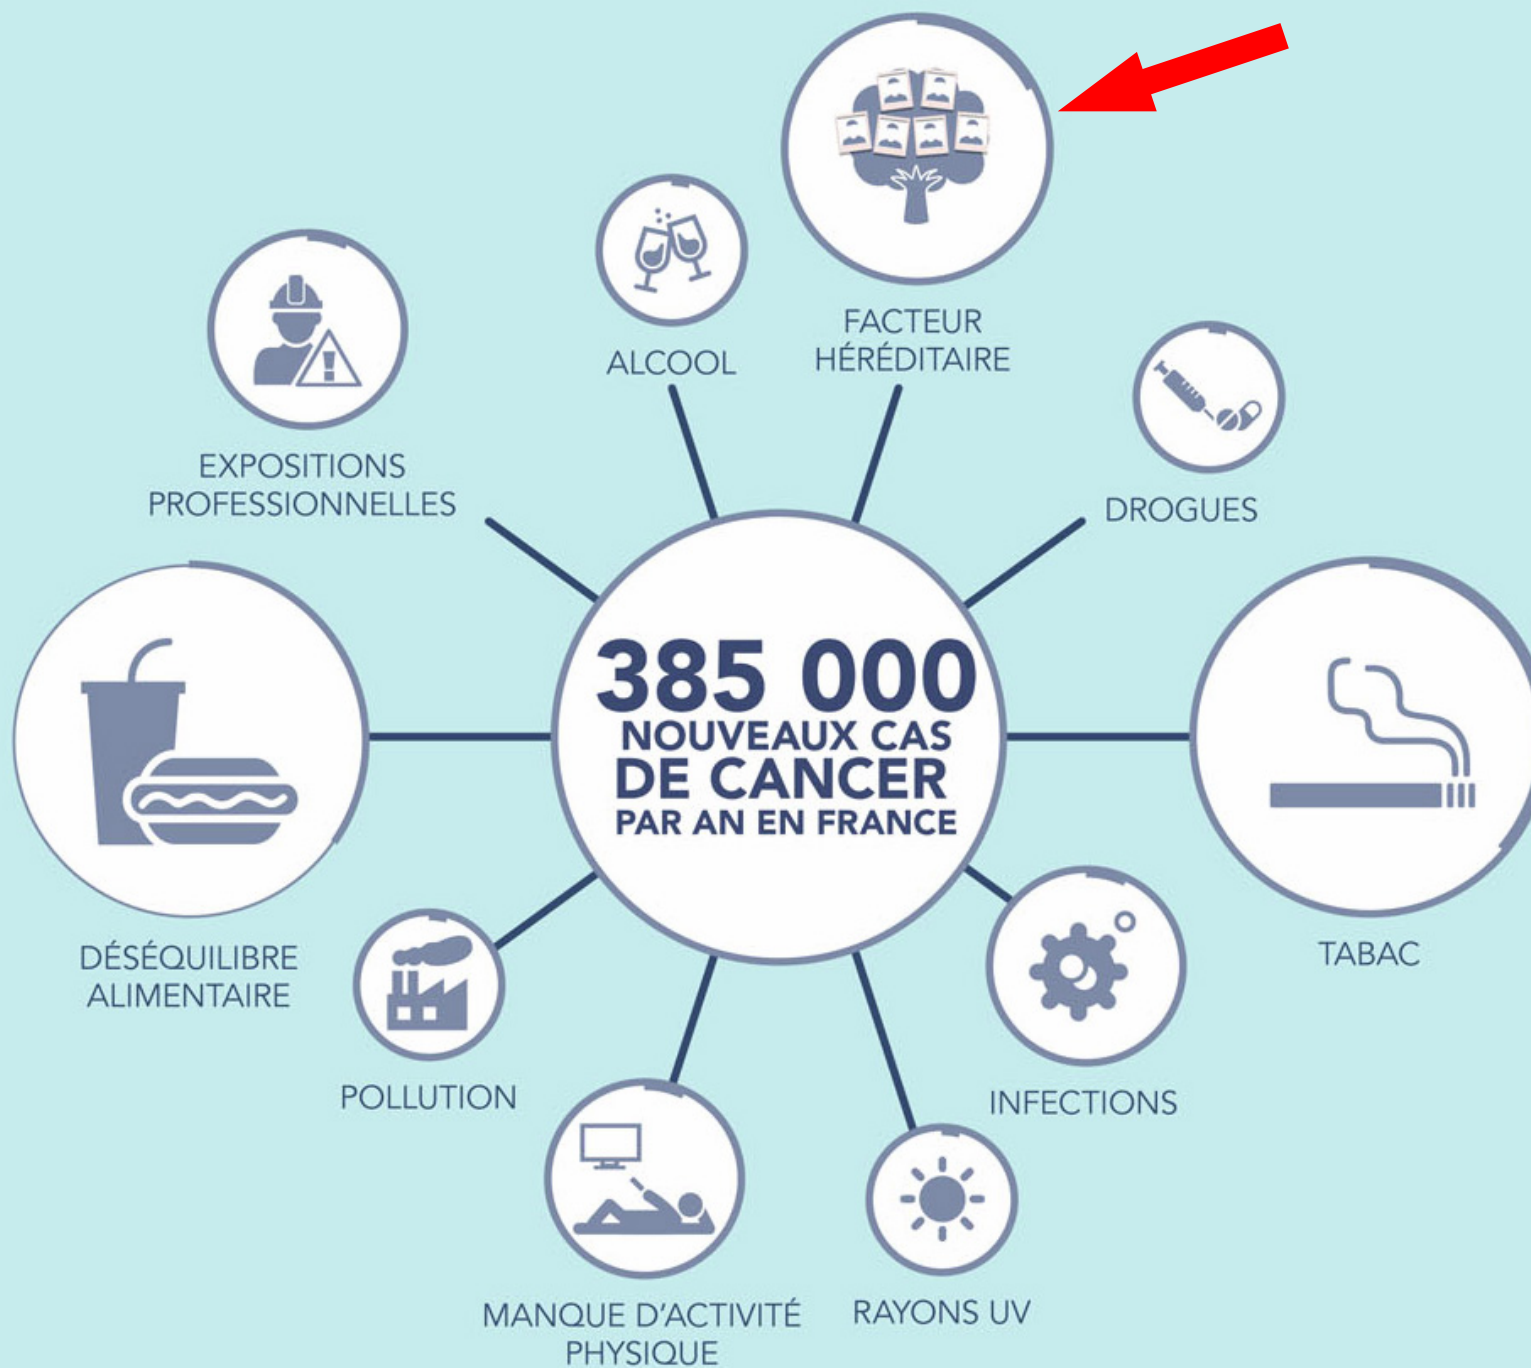 FACTEUR
HÉRÉDITAIRE
ALCOOL
EXPOSITIONS
PROFESSIONNELLES
DROGUES
385 000
NOUVEAUX CAS
DE CANCER
PAR AN EN FRANCE
DÉSÉQUILIBRE
ALIMENTAIRE
TABAC
POLLUTION
INFECTIONS
MANQUE D'ACTIVITÉ
PHYSIQUE
RAYONS UV